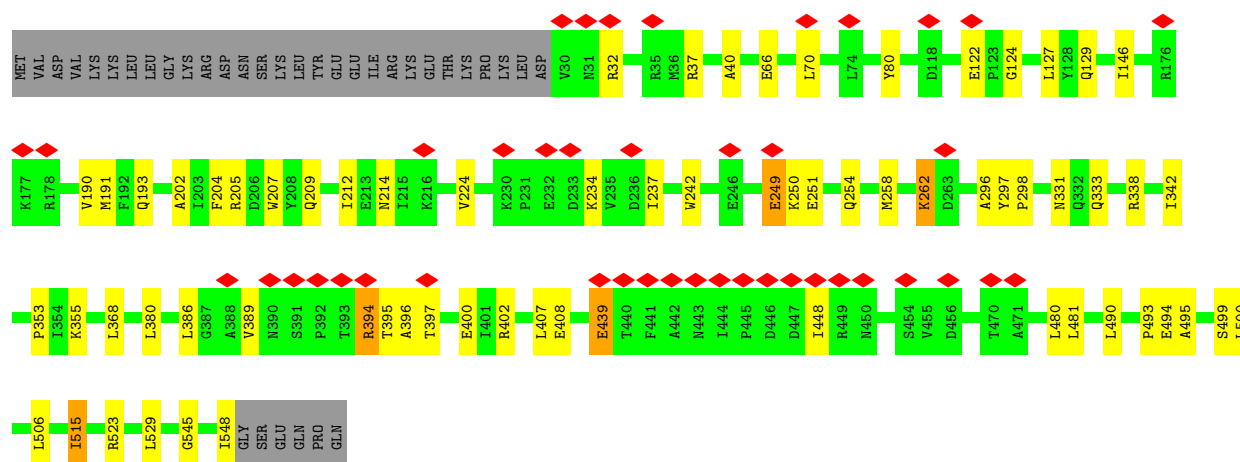 MET VAL ASP VAL LYS LYS LEU LEU GLY LYS ARG ASP ASN SER LYS LEU TYR GLU GLU ILE ARG LYS GLU THR LYS PRO LYS LEU ASP V30 N31 R32 R35 M36 R37 A40 E66 L70 L74 Y80 D118 E122 P123 G124 L127 Y128 Q129 I146 R176
K177 R178 V190 M191 F192 Q193 A202 I203 F204 R205 D206 W207 Y208 Q209 I212 E213 N214 I215 K216 V224 K230 P231 E232 D233 K234 V235 D236 I237 W242 E246 E249 K250 E251 Q254 M258 K262 D263 A296 Y297 P298 N331 Q332 Q333 R338 I342
P353 I354 K355 L368 L380 L386 G387 A388 V389 N390 S391 P392 T393 R394 T395 A396 T397 E400 I401 R402 L407 E408 E439 T440 F441 A442 N443 I444 P445 D446 D447 I448 R449 N450 S454 V455 D456 T470 A471 L480 L481 L490 P493 E494 A495 S499 L500
L506 I515 R523 L529 G545 I548 GLY SER GLU GLN PRO GLN